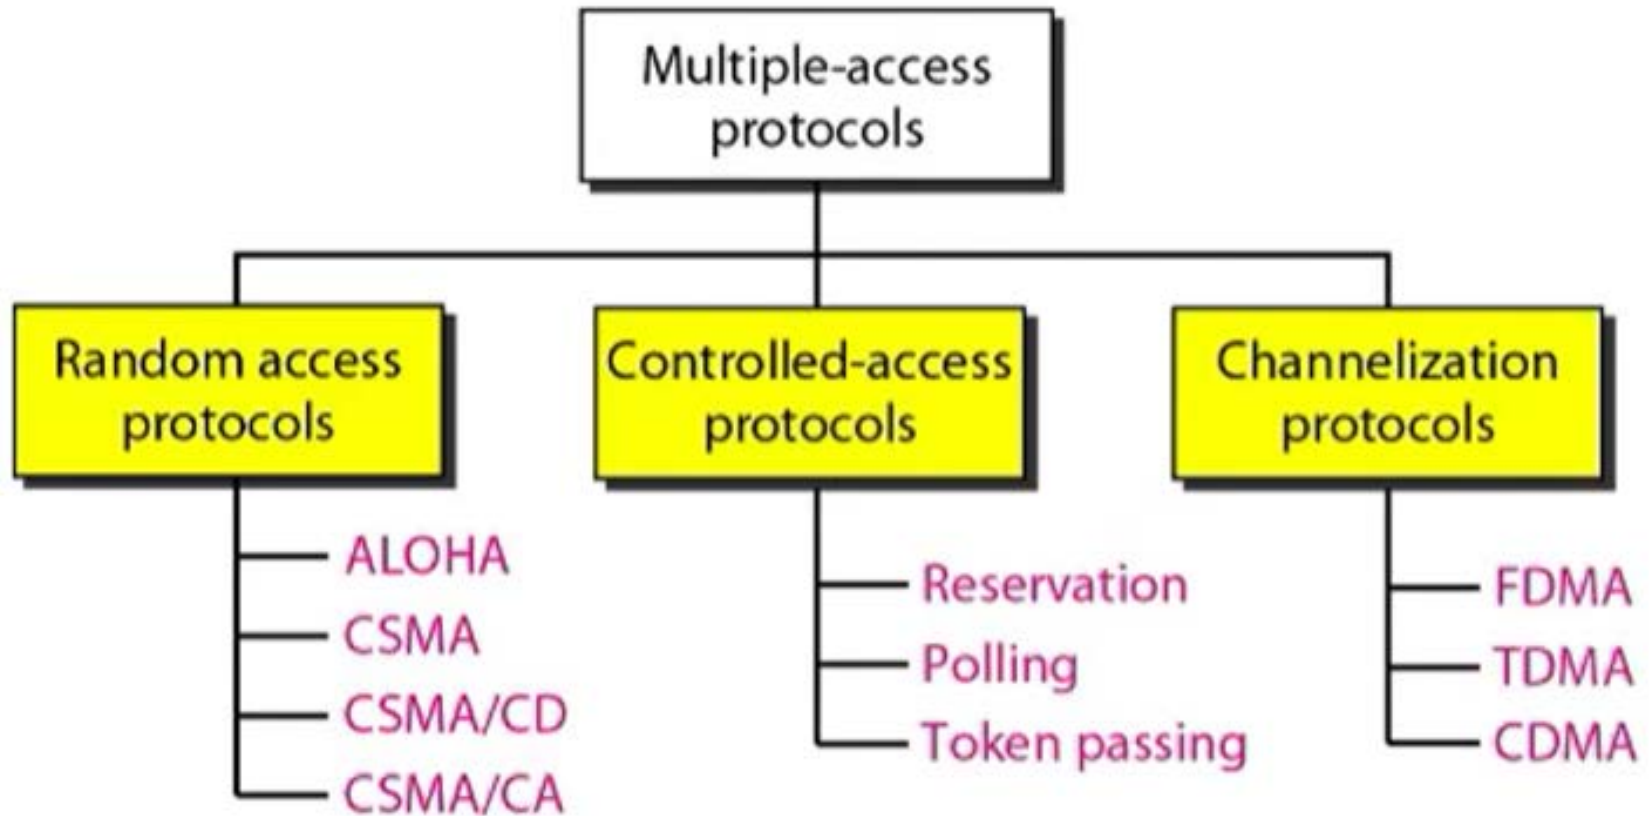 Multiple-access
protocols
Random access
protocols
Controlled-access
protocols
Channelization
protocols
ALOHA
CSMA
CSMA/CD
CSMA/CA
Reservation
Polling
Token passing
FDMA
TDMA
CDMA